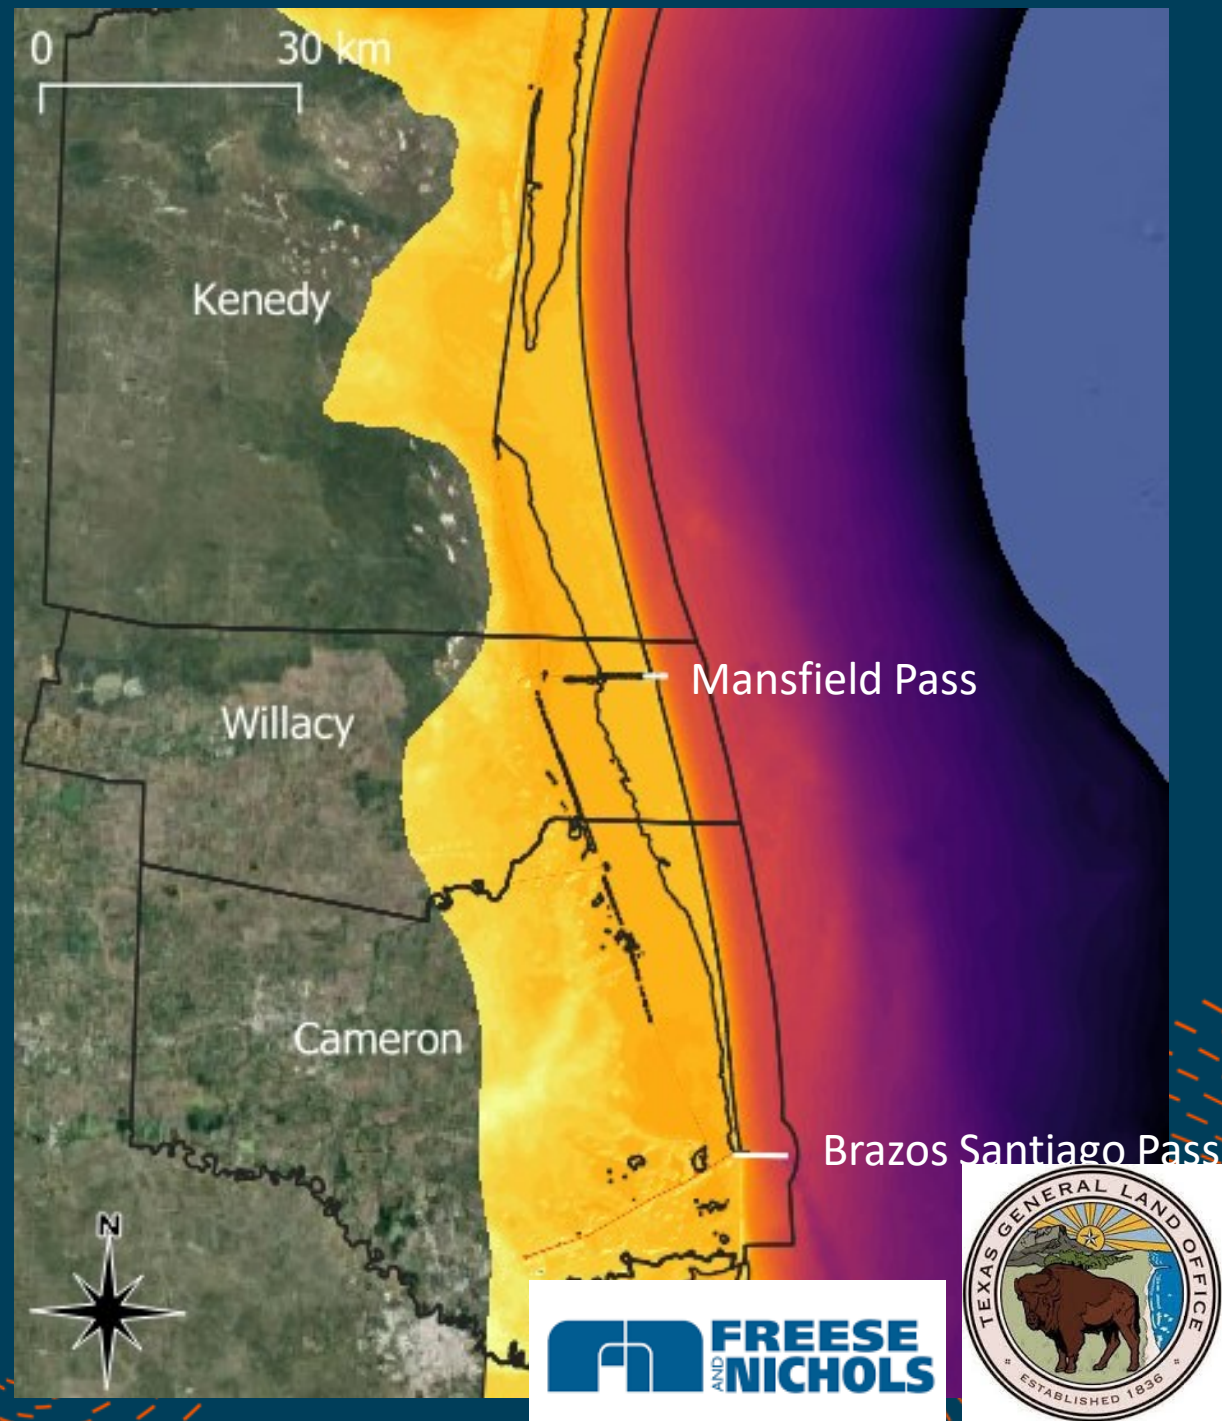 0 30 km
Kenedy
Mansfield Pass
Willacy
Cameron
Brazos Santiago Pass
N
FREESE
AND
NICHOLS
TEXAS GENERAL LAND OFFICE
ESTABLISHED 1836